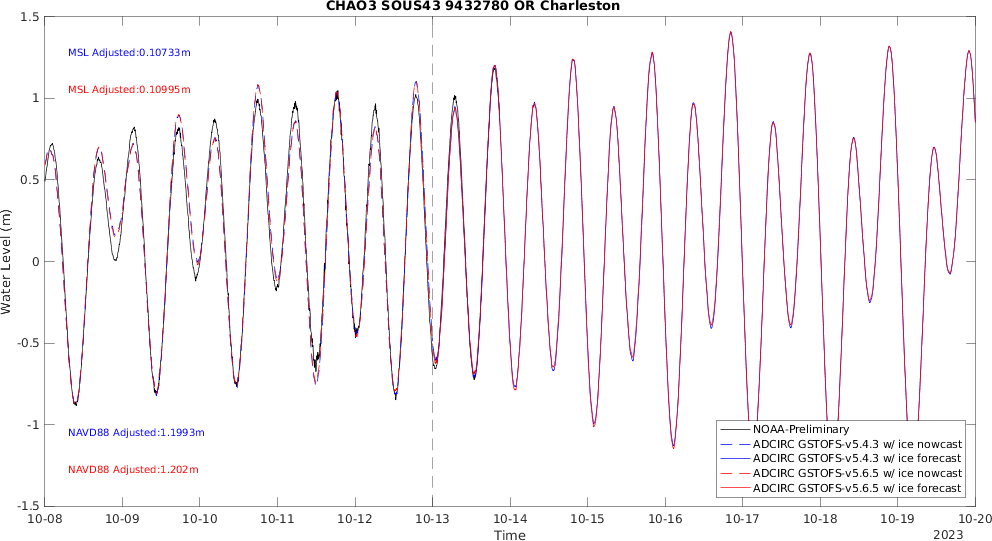 CHAO3 SOUS43 9432780 OR Charleston
1.5
MSL Adjusted:0.10733m
MSL Adjusted:0.10995m
1
0.5
Water Level (m)
0
-0.5
-1
NAVD88 Adjusted:1.1993m
NAVD88 Adjusted:1.202m
-1.5
NOAA-Preliminary
ADCIRC GSTOFS-v5.4.3 w/ ice nowcast
ADCIRC GSTOFS-v5.4.3 w/ ice forecast
ADCIRC GSTOFS-v5.6.5 w/ ice nowcast
ADCIRC GSTOFS-v5.6.5 w/ ice forecast
10-08 10-09 10-10 10-11 10-12 10-13 10-14 10-15 10-16 10-17 10-18 10-19 10-20
Time
2023